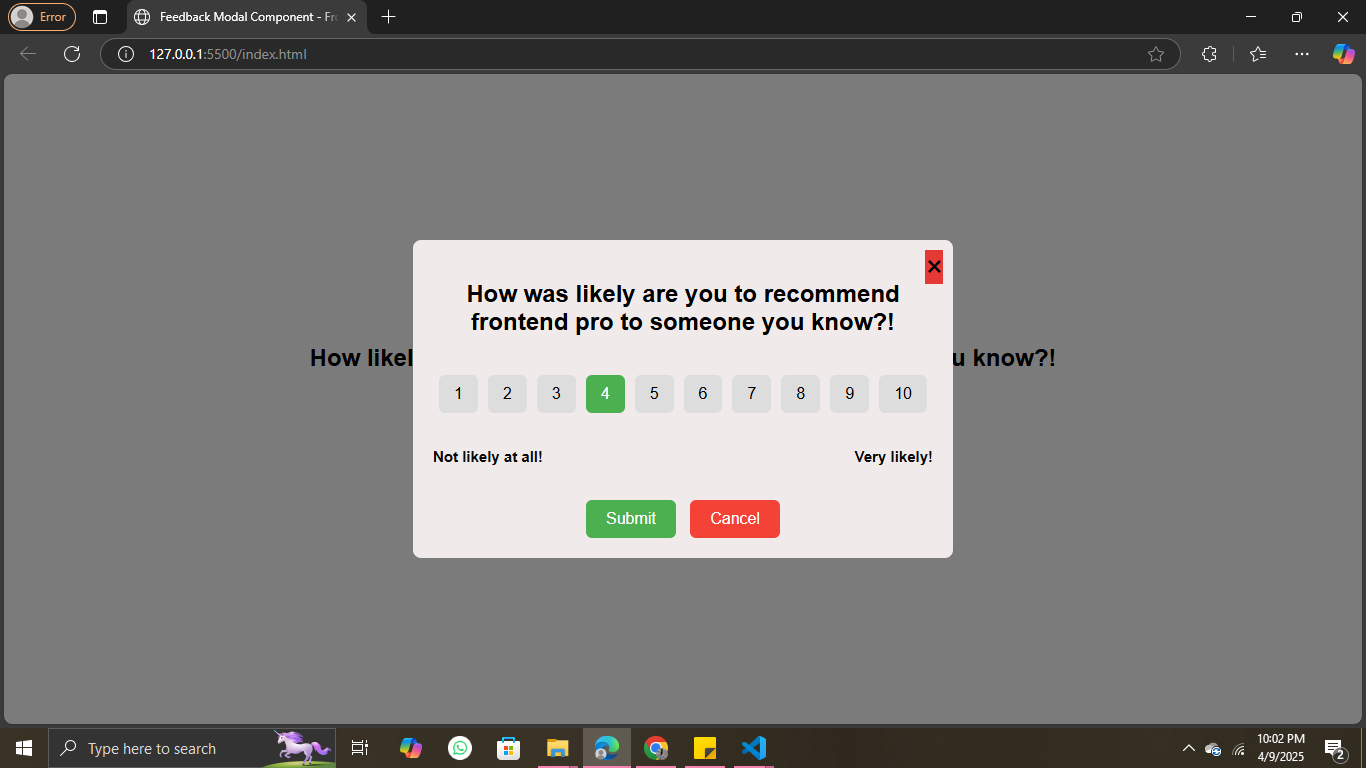 Error
Feedback Modal Component - Fr
127.0.0.1:5500/index.html
×
How was likely are you to recommend
frontend pro to someone you know?!
How likel
u know?!
1 2 3 4 5 6 7 8 9 10
Not likely at all!
Very likely!
Submit Cancel
Type here to search
10:02 PM
4/9/2025
2